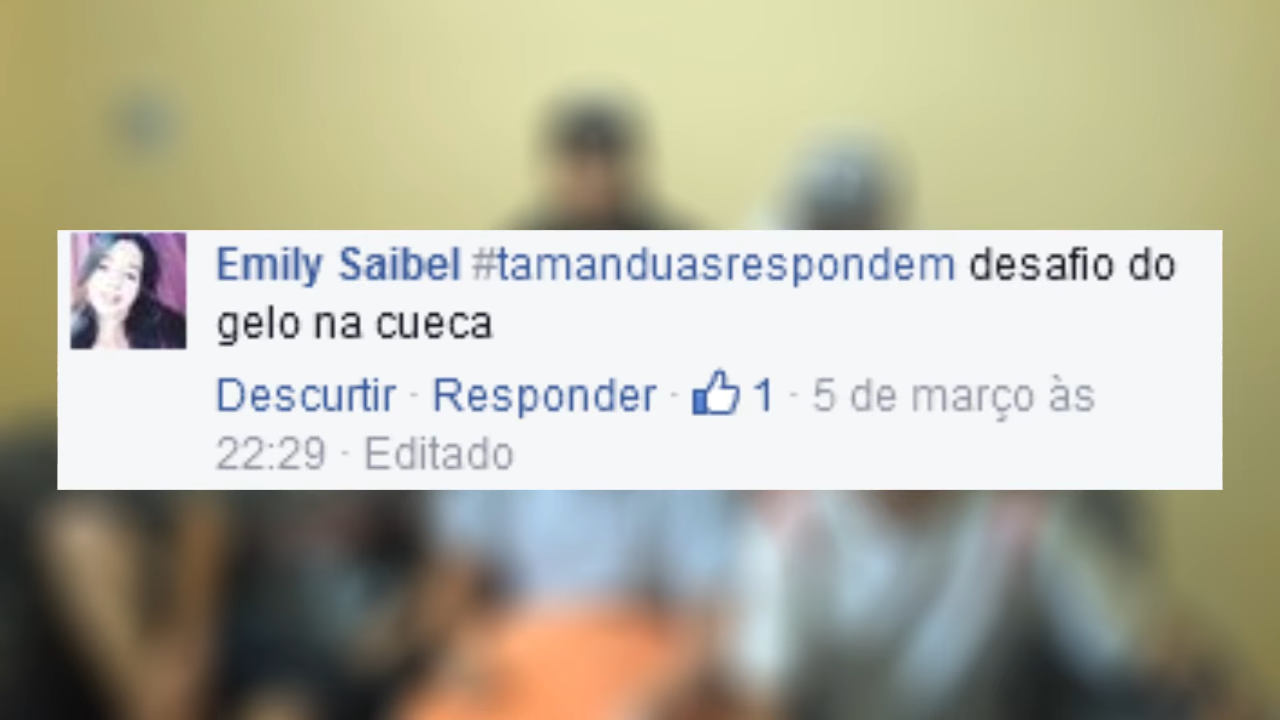 Emily Saibel #tamanduasrespondem desafio do
gelo na cueca
Descurtir · Responder · 1 · 5 de março às
22:29 · Editado